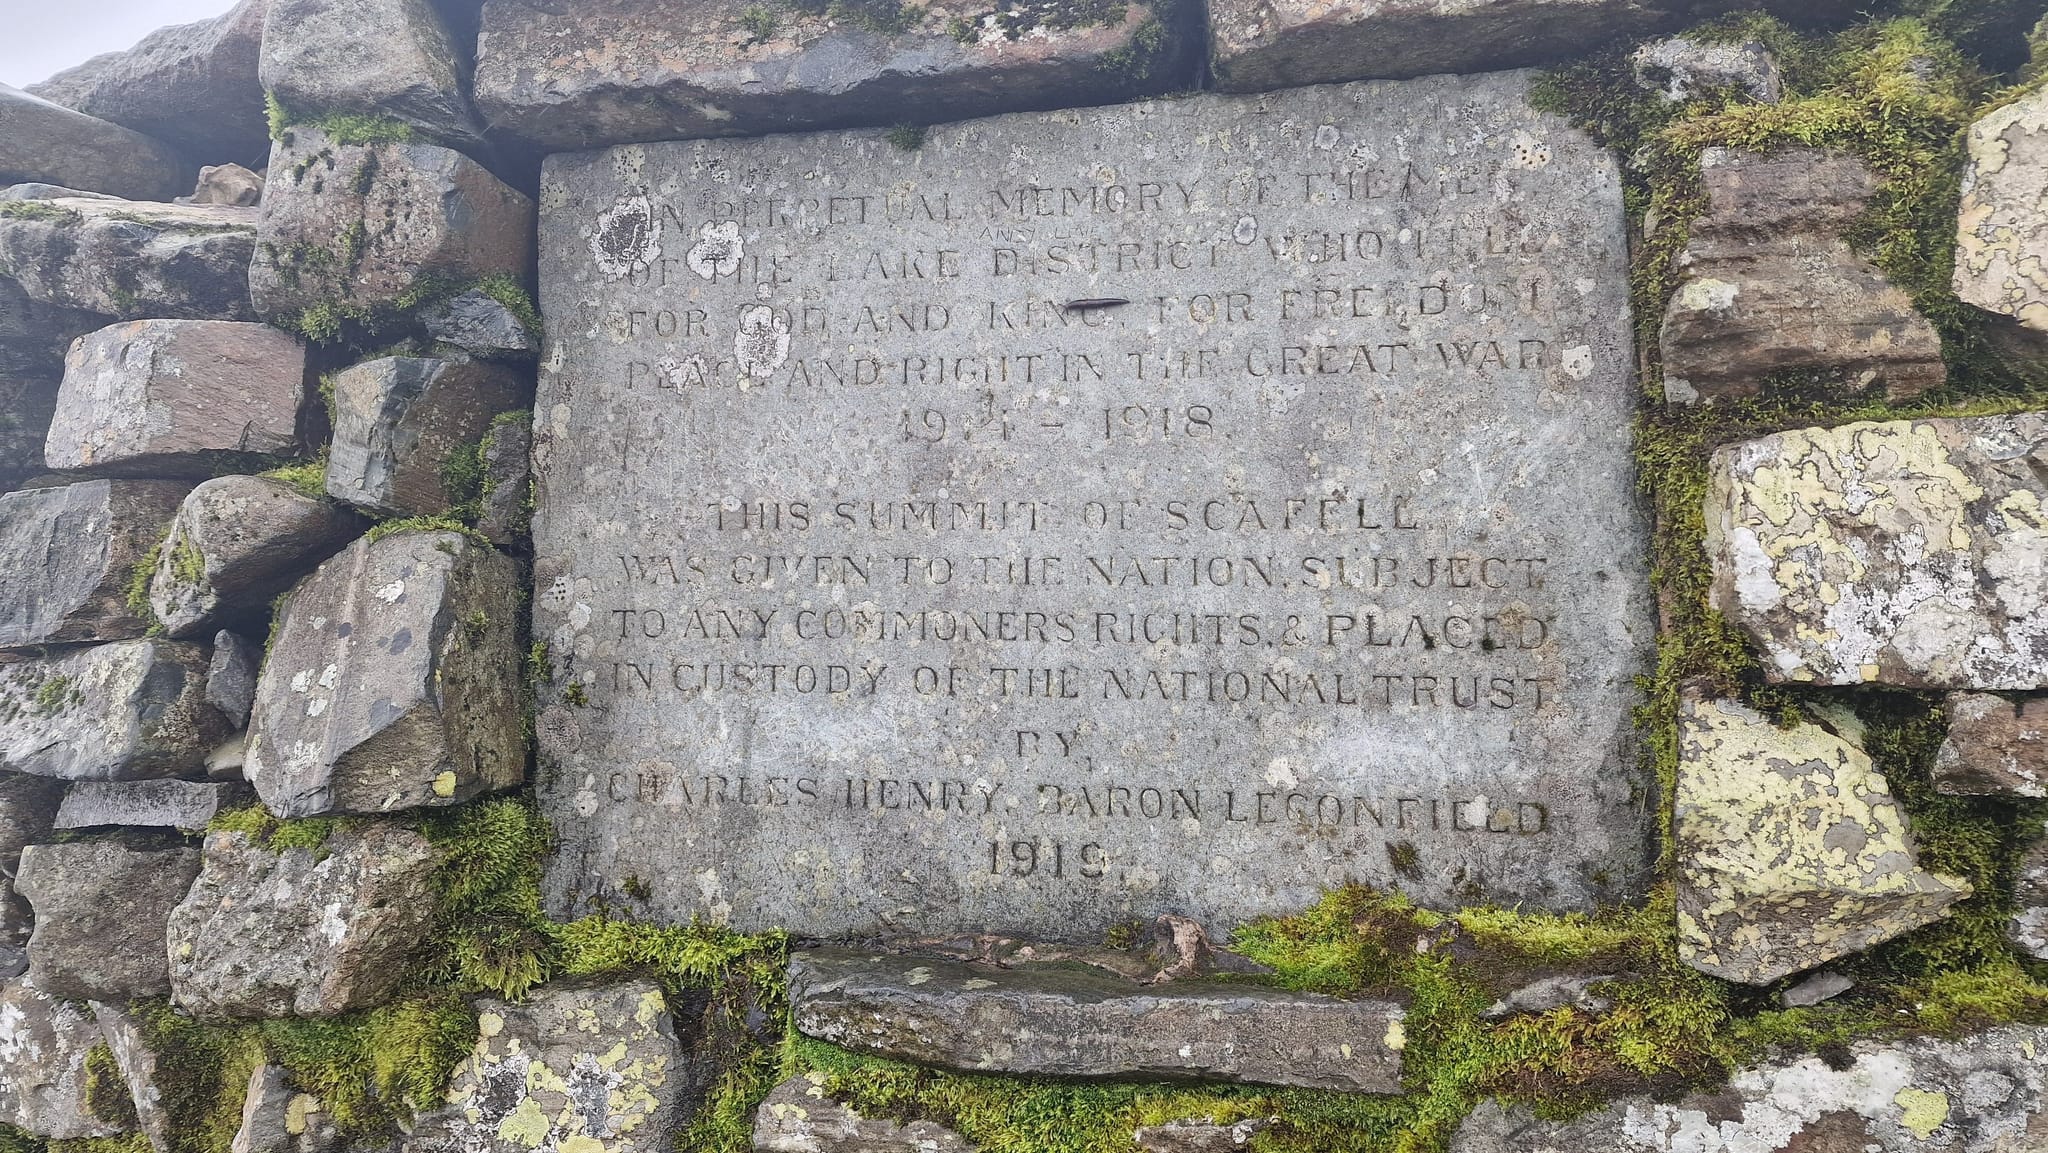 IN PERPETUAL MEMORY OF THE MEN
OF THE LAKE DISTRICT WHO FELL
FOR GOD AND KING, FOR FREEDOM
PEACE AND RIGHT IN THE GREAT WAR
1914 - 1918.
THIS SUMMIT OF SCAFELL
WAS GIVEN TO THE NATION, SUBJECT
TO ANY COMMONERS RIGHTS, & PLACED
IN CUSTODY OF THE NATIONAL TRUST
BY
CHARLES HENRY, BARON LECONFIELD
1919.